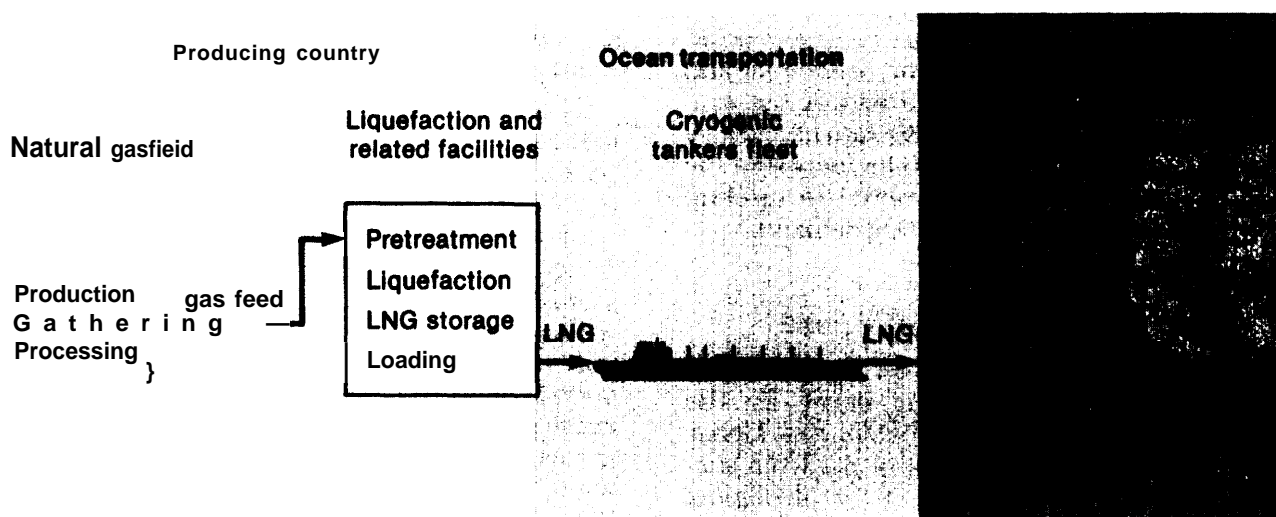 Producing country
Ocean transportation
Natural gasfieid
Liquefaction and
related facilities
Cryogenic
tankers fleet
Production
gas feed
G a t h e r i n g
Processing
}
Pretreatment
Liquefaction
LNG storage
Loading
LNG
LNG